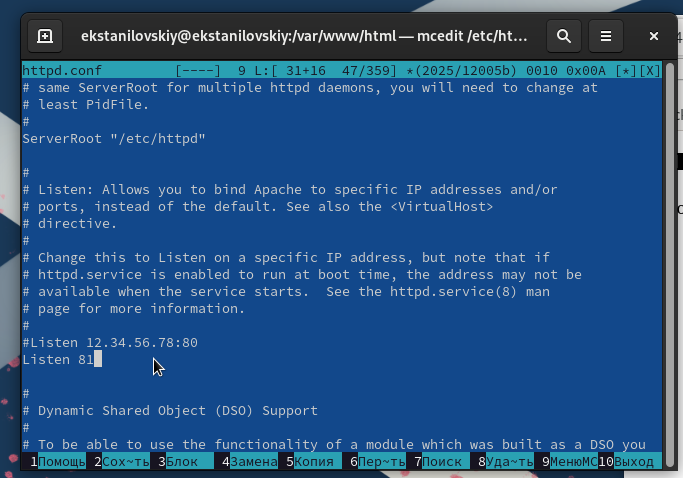 ekstanilovskiy@ekstanilovskiy:/var/www/html — mcedit /etc/ht...
httpd.conf [----] 9 L:[ 31+16 47/359] *(2025/12005b) 0010 0x00A [*][X]
# same ServerRoot for multiple httpd daemons, you will need to change at
# least PidFile.
#
ServerRoot "/etc/httpd"
#
# Listen: Allows you to bind Apache to specific IP addresses and/or
# ports, instead of the default. See also the <VirtualHost>
# directive.
#
# Change this to Listen on a specific IP address, but note that if
# httpd.service is enabled to run at boot time, the address may not be
# available when the service starts.  See the httpd.service(8) man
# page for more information.
#
#Listen 12.34.56.78:80
Listen 81
#
# Dynamic Shared Object (DSO) Support
#
# To be able to use the functionality of a module which was built as a DSO you
1Помощь 2Сох~ть 3Блок 4Замена 5Копия 6Пер~ть 7Поиск 8Уда~ть 9МенюMC 10Выход